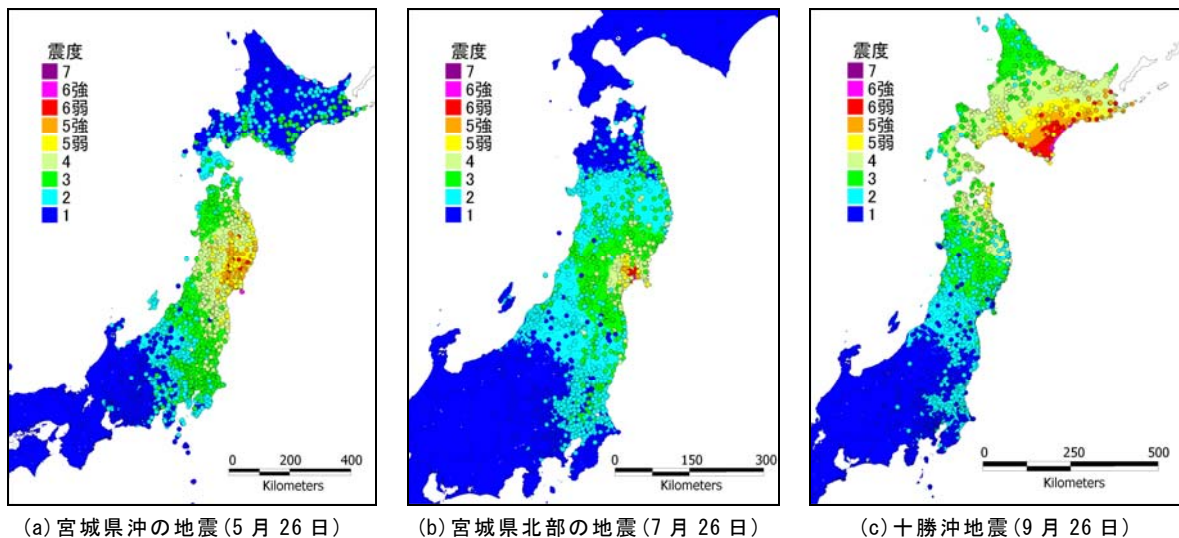 震度
7
6強
6弱
5強
5弱
4
3
2
1
0 200 400
Kilometers
(a)宮城県沖の地震(5月26日)
震度
7
6強
6弱
5強
5弱
4
3
2
1
0 150 300
Kilometers
(b)宮城県北部の地震(7月26日)
震度
7
6強
6弱
5強
5弱
4
3
2
1
0 250 500
Kilometers
(c)十勝沖地震(9月26日)